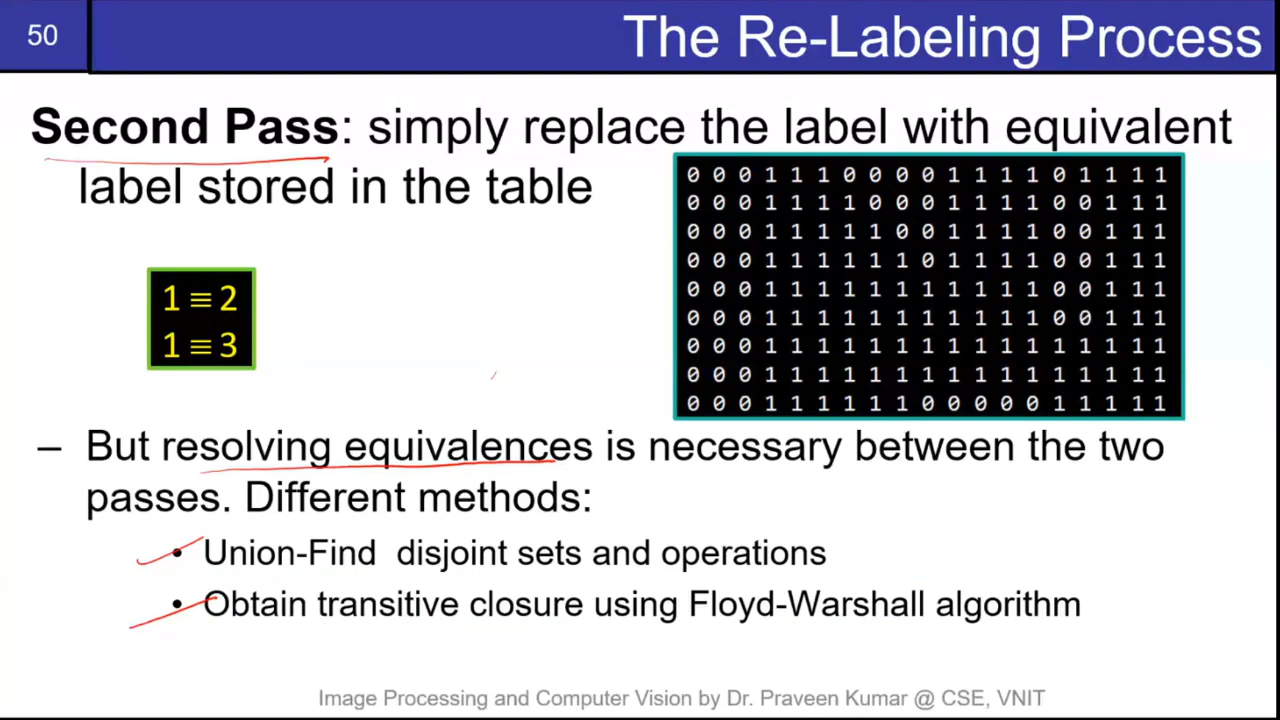 50
The Re-Labeling Process
Second Pass: simply replace the label with equivalent
label stored in the table
0 0 0 1 1 1 0 0 0 0 1 1 1 1 0 1 1 1 1
0 0 0 1 1 1 1 0 0 0 1 1 1 1 0 0 1 1 1
0 0 0 1 1 1 1 1 0 0 1 1 1 1 0 0 1 1 1
0 0 0 1 1 1 1 1 1 0 1 1 1 1 0 0 1 1 1
0 0 0 1 1 1 1 1 1 1 1 1 1 1 0 0 1 1 1
0 0 0 1 1 1 1 1 1 1 1 1 1 1 0 0 1 1 1
0 0 0 1 1 1 1 1 1 1 1 1 1 1 1 1 1 1 1
0 0 0 1 1 1 1 1 1 1 1 1 1 1 1 1 1 1 1
0 0 0 1 1 1 1 1 1 0 0 0 0 0 1 1 1 1 1
1 ≡ 2
1 ≡ 3
– But resolving equivalences is necessary between the two
passes. Different methods:
• Union-Find disjoint sets and operations
• Obtain transitive closure using Floyd-Warshall algorithm
Image Processing and Computer Vision by Dr. Praveen Kumar @ CSE, VNIT